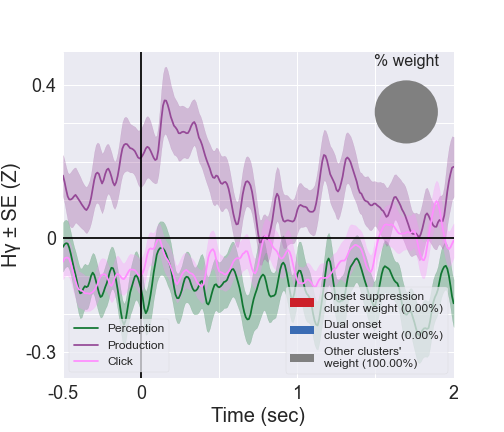 % weight
0.4
0
-0.3
Hγ ± SE (Z)
Perception
Production
Click
Onset suppression
cluster weight (0.00%)
Dual onset
cluster weight (0.00%)
Other clusters'
weight (100.00%)
-0.5
0
1
2
Time (sec)